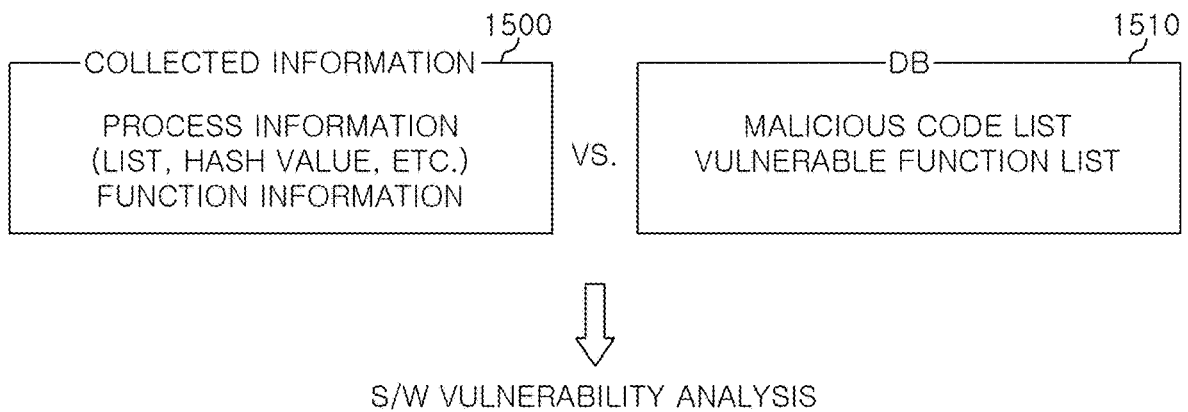 1500
COLLECTED INFORMATION
PROCESS INFORMATION
(LIST, HASH VALUE, ETC.)
FUNCTION INFORMATION
VS.
1510
DB
MALICIOUS CODE LIST
VULNERABLE FUNCTION LIST
S/W VULNERABILITY ANALYSIS